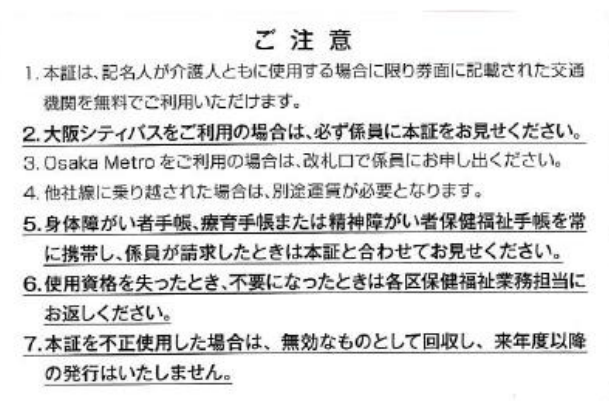 ご注意
1. 本証は、記名人が介護人とともに使用する場合に限り券面に記載された交通
機関を無料でご利用いただけます。
2. 大阪シティバスをご利用の場合は、必ず係員に本証をお見せください。
3. Osaka Metro をご利用の場合は、改札口で係員にお申し出ください。
4. 他社線に乗り越された場合は、別途運賃が必要となります。
5. 身体障がい者手帳、療育手帳または精神障がい者保健福祉手帳を常
に携帯し、係員が請求したときは本証と合わせてお見せください。
6. 使用資格を失ったとき、不要になったときは各区保健福祉業務担当に
お返しください。
7. 本証を不正使用した場合は、無効なものとして回収し、来年度以降
の発行はいたしません。